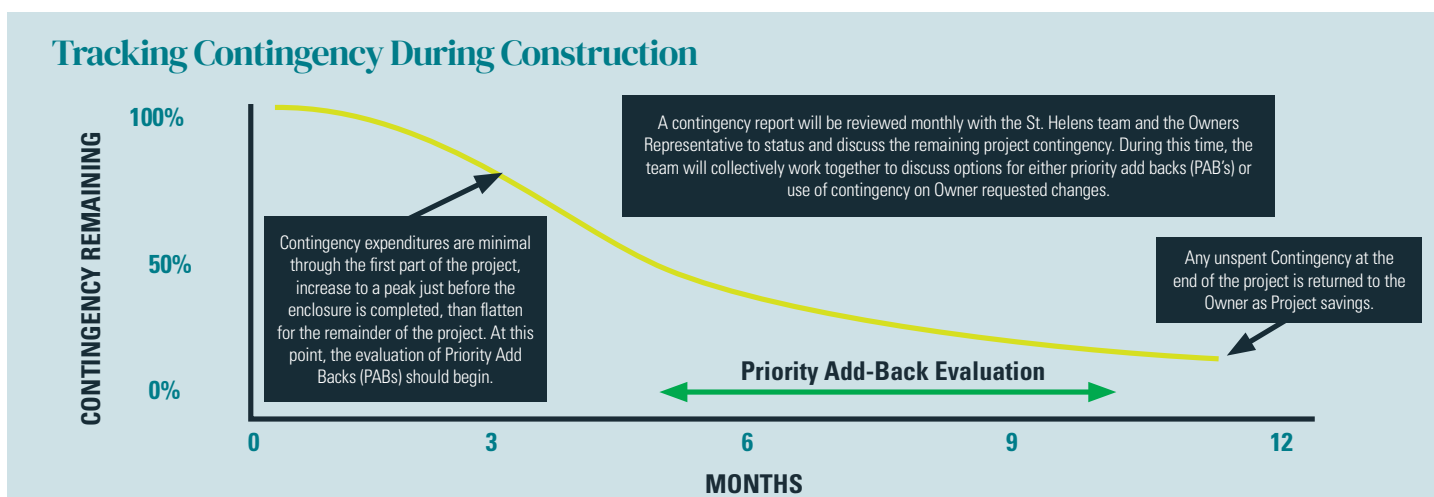 Tracking Contingency During Construction
CONTINGENCY REMAINING
100%
50%
0%
A contingency report will be reviewed monthly with the St. Helens team and the Owners
Representative to status and discuss the remaining project contingency. During this time, the
team will collectively work together to discuss options for either priority add backs (PAB's) or
use of contingency on Owner requested changes.
Contingency expenditures are minimal
through the first part of the project,
increase to a peak just before the
enclosure is completed, than flatten
for the remainder of the project. At this
point, the evaluation of Priority Add
Backs (PABs) should begin.
Any unspent Contingency at the
end of the project is returned to the
Owner as Project savings.
Priority Add-Back Evaluation
0 3 6 9 12
MONTHS